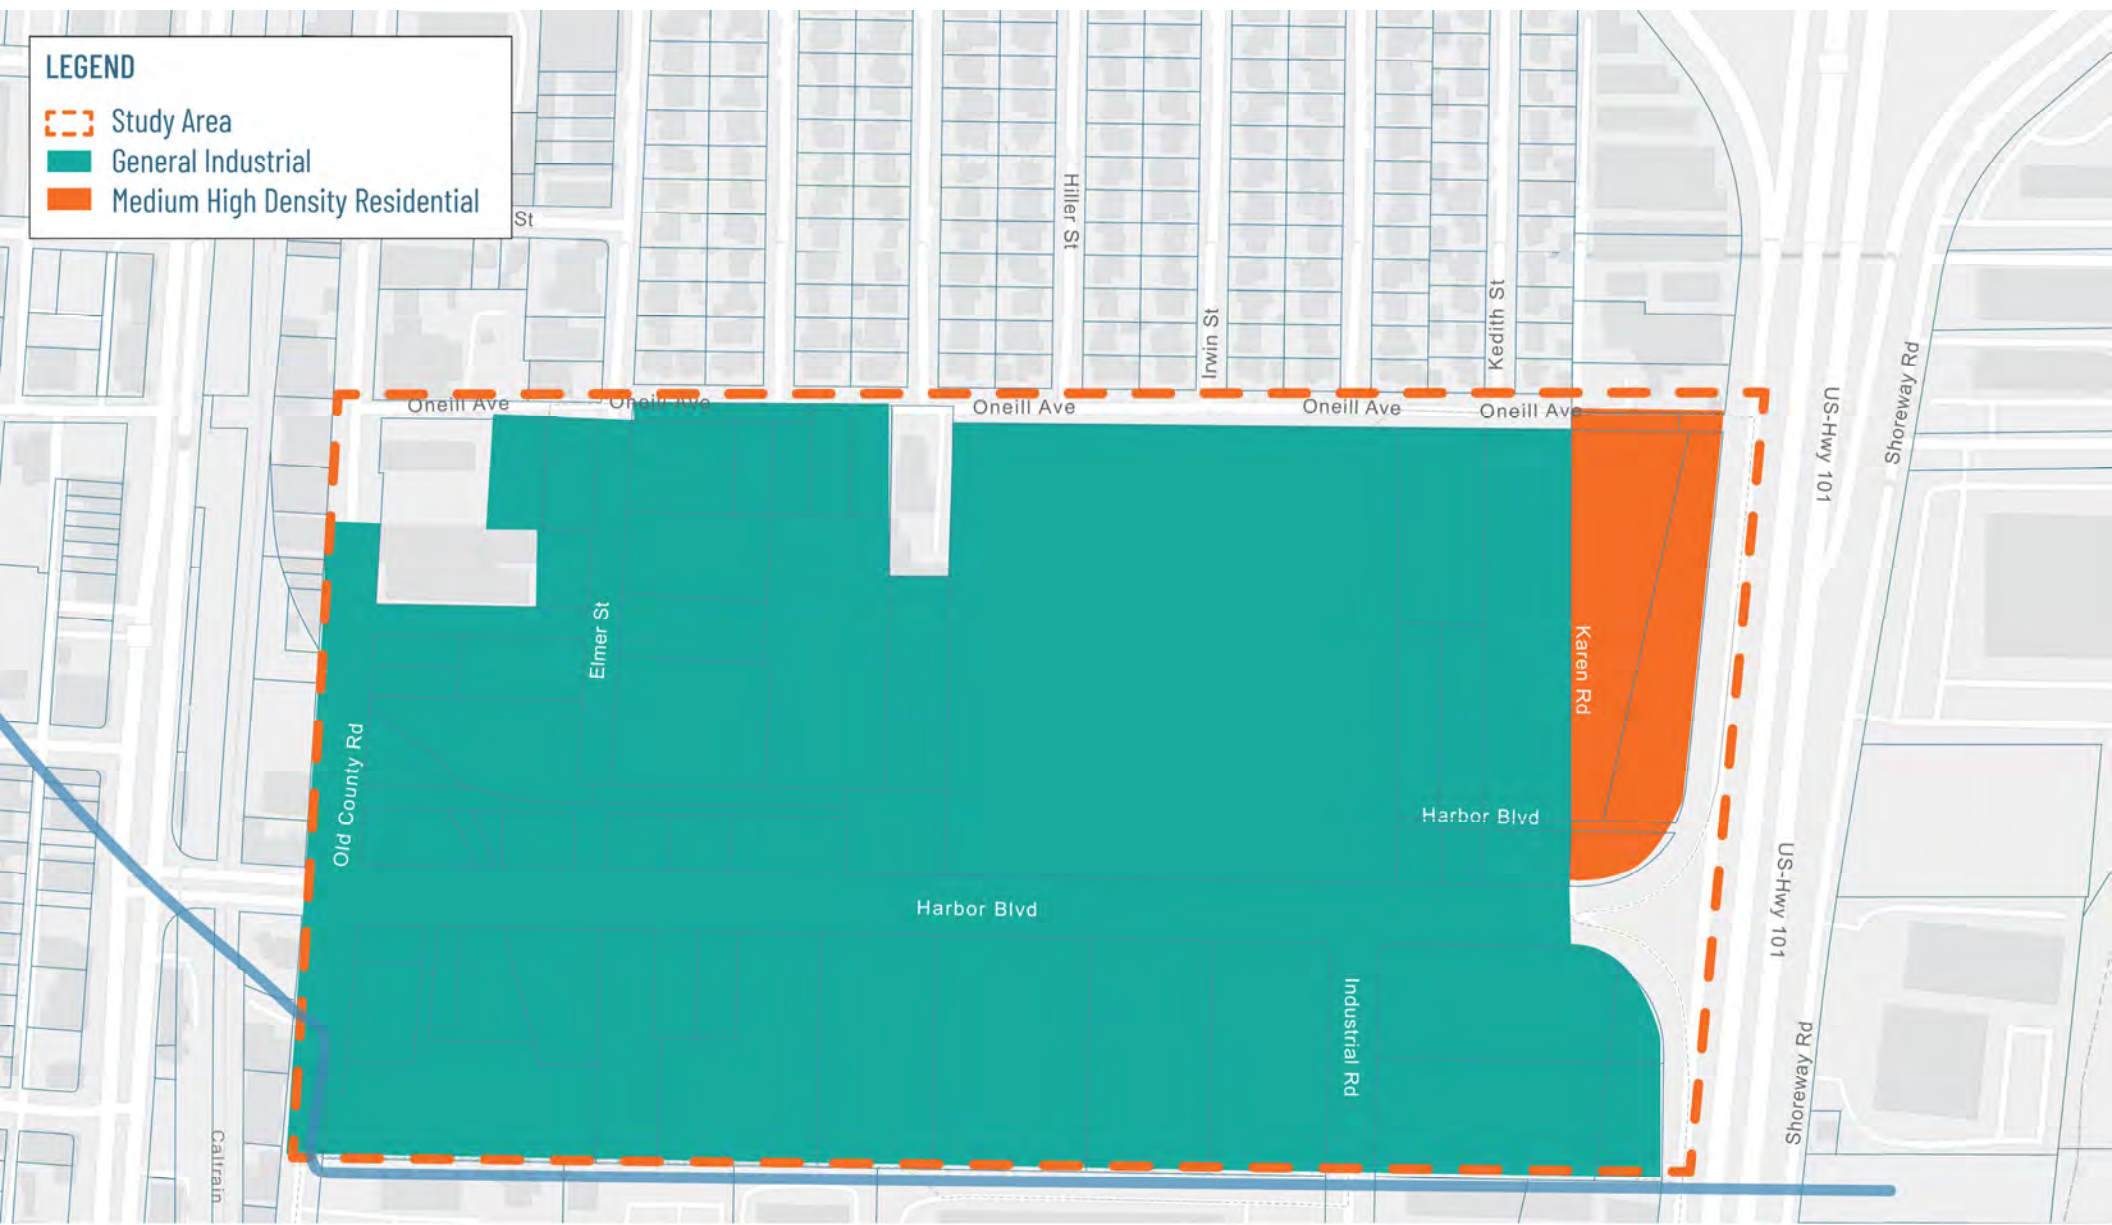 LEGEND
Study Area
General Industrial
Medium High Density Residential
St
Hiller St
Irwin St
Kedith St
Shoreway Rd
US-Hwy 101
Oneill Ave
Oneill Ave
Oneill Ave
Oneill Ave
Oneill Ave
Elmer St
Karen Rd
Old County Rd
Harbor Blvd
Harbor Blvd
US-Hwy 101
Industrial Rd
Shoreway Rd
Caltrain